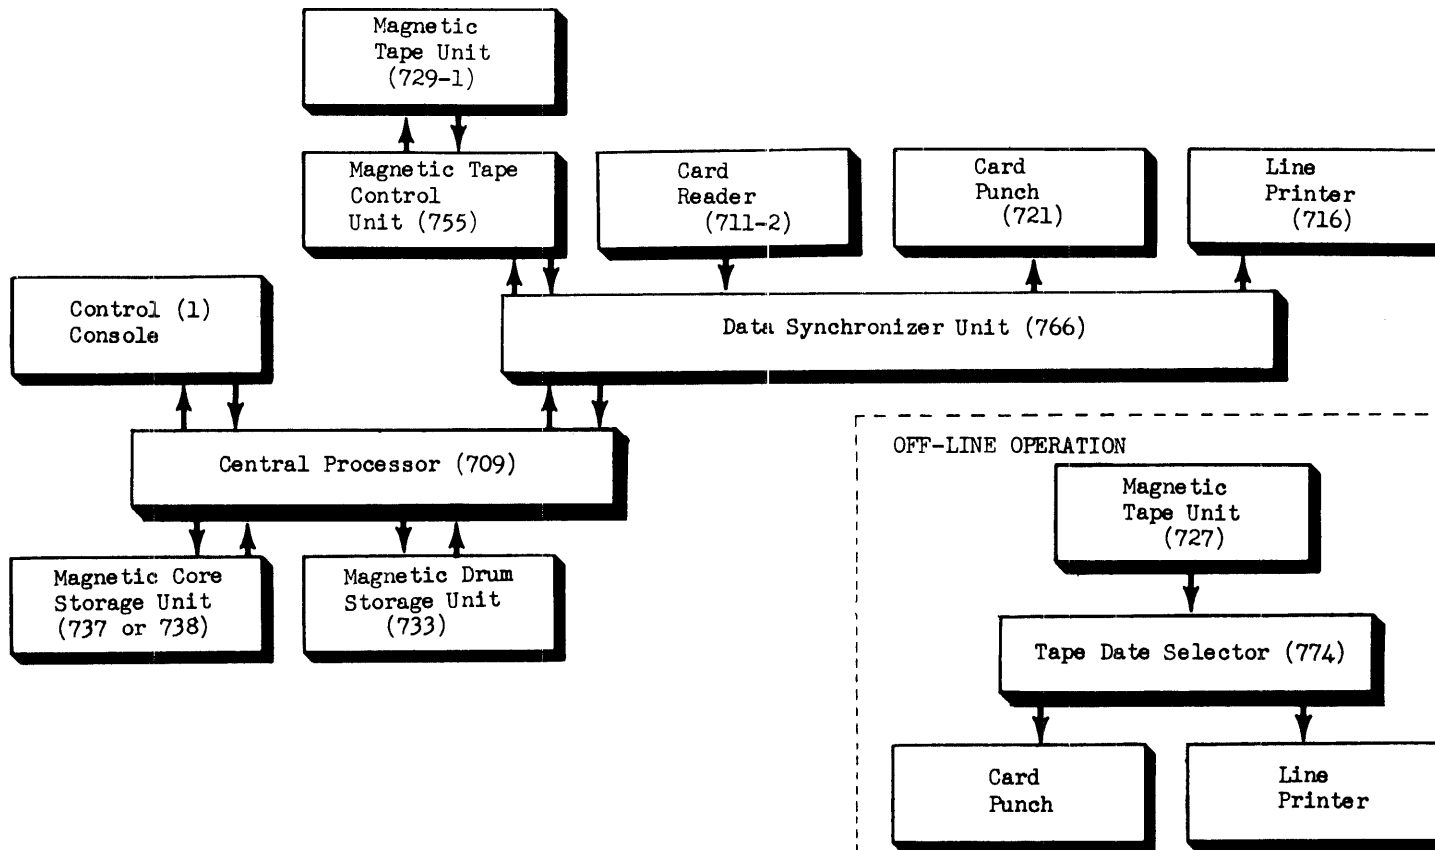 Magnetic
Tape Unit
(729-1)
Magnetic Tape
Control
Unit (755)
Card
Reader
(711-2)
Card
Punch
(721)
Line
Printer
(716)
Control (1)
Console
Data Synchronizer Unit (766)
Central Processor (709)
Magnetic Core
Storage Unit
(737 or 738)
Magnetic Drum
Storage Unit
(733)
OFF-LINE OPERATION
Magnetic
Tape Unit
(727)
Tape Date Selector (774)
Card
Punch
Line
Printer